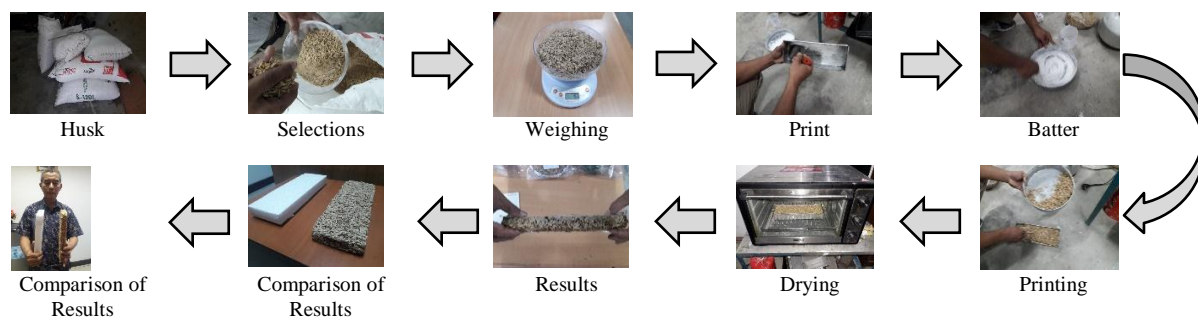 Husk
Selections
Weighing
Print
Batter
Printing
Drying
Results
Comparison of
Results
Comparison of
Results